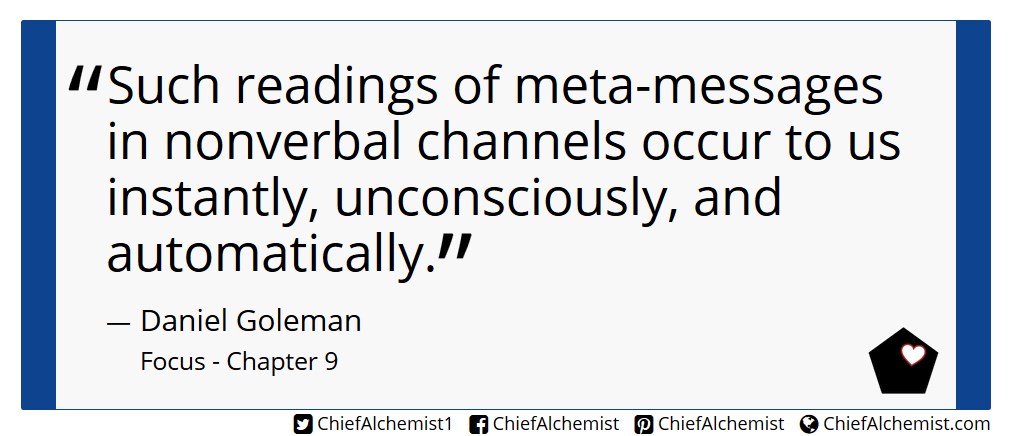 “Such readings of meta-messages
in nonverbal channels occur to us
instantly, unconsciously, and
automatically.”
— Daniel Goleman
Focus - Chapter 9
ChiefAlchemist1 ChiefAlchemist ChiefAlchemist ChiefAlchemist.com